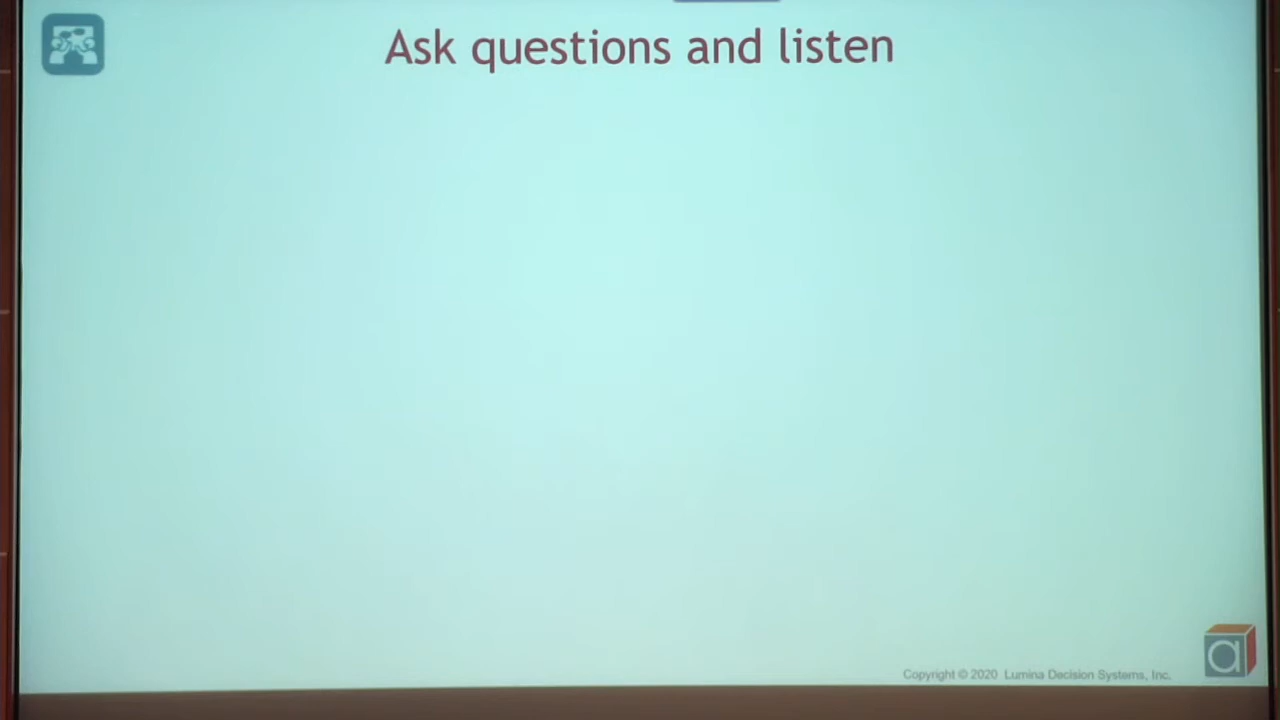 Ask questions and listen
Copyright © 2020 Lumina Decision Systems, Inc.
a